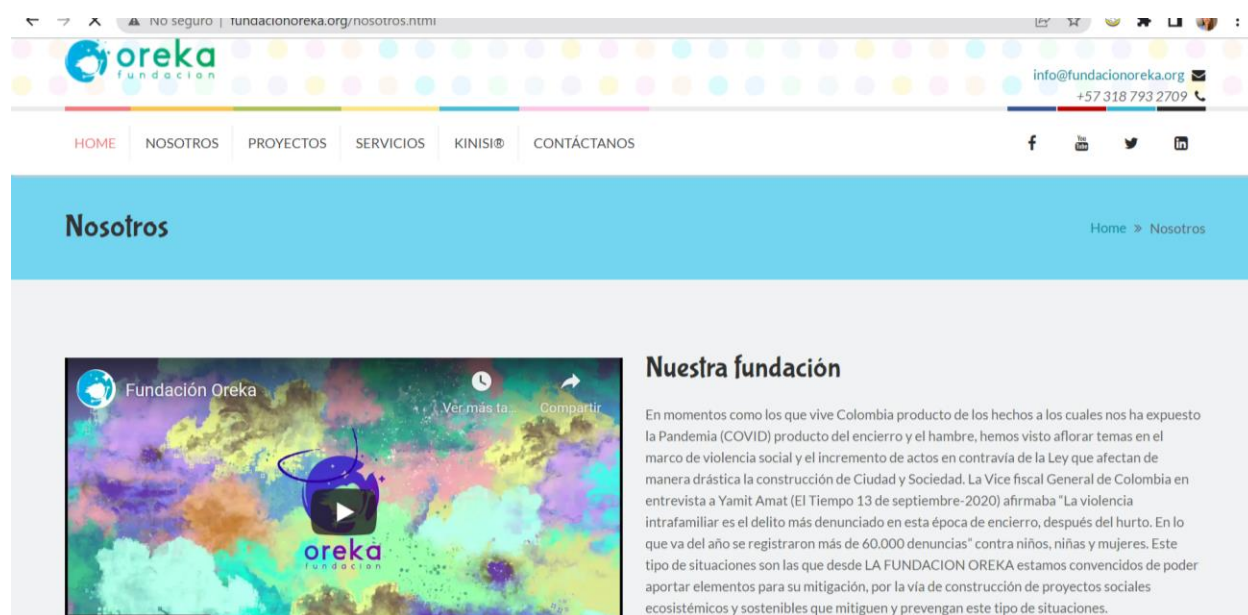 No seguro | fundacionoreka.org/nosotros.html
oreka
fundacion
info@fundacionoreka.org
+57 318 793 2709
HOME NOSOTROS PROYECTOS SERVICIOS KINISI® CONTÁCTANOS
f You Tube in
Nosotros
Home » Nosotros
Fundación Oreka
Ver más ta... Compartir
oreka
fundacion
Nuestra fundación
En momentos como los que vive Colombia producto de los hechos a los cuales nos ha expuesto
la Pandemia (COVID) producto del encierro y el hambre, hemos visto aflorar temas en el
marco de violencia social y el incremento de actos en contravía de la Ley que afectan de
manera drástica la construcción de Ciudad y Sociedad. La Vice fiscal General de Colombia en
entrevista a Yamit Amat (El Tiempo 13 de septiembre-2020) afirmaba “La violencia
intrafamiliar es el delito más denunciado en esta época de encierro, después del hurto. En lo
que va del año se registraron más de 60.000 denuncias” contra niños, niñas y mujeres. Este
tipo de situaciones son las que desde LA FUNDACION OREKA estamos convencidos de poder
aportar elementos para su mitigación, por la vía de construcción de proyectos sociales
ecosistémicos y sostenibles que mitiguen y prevengan este tipo de situaciones.